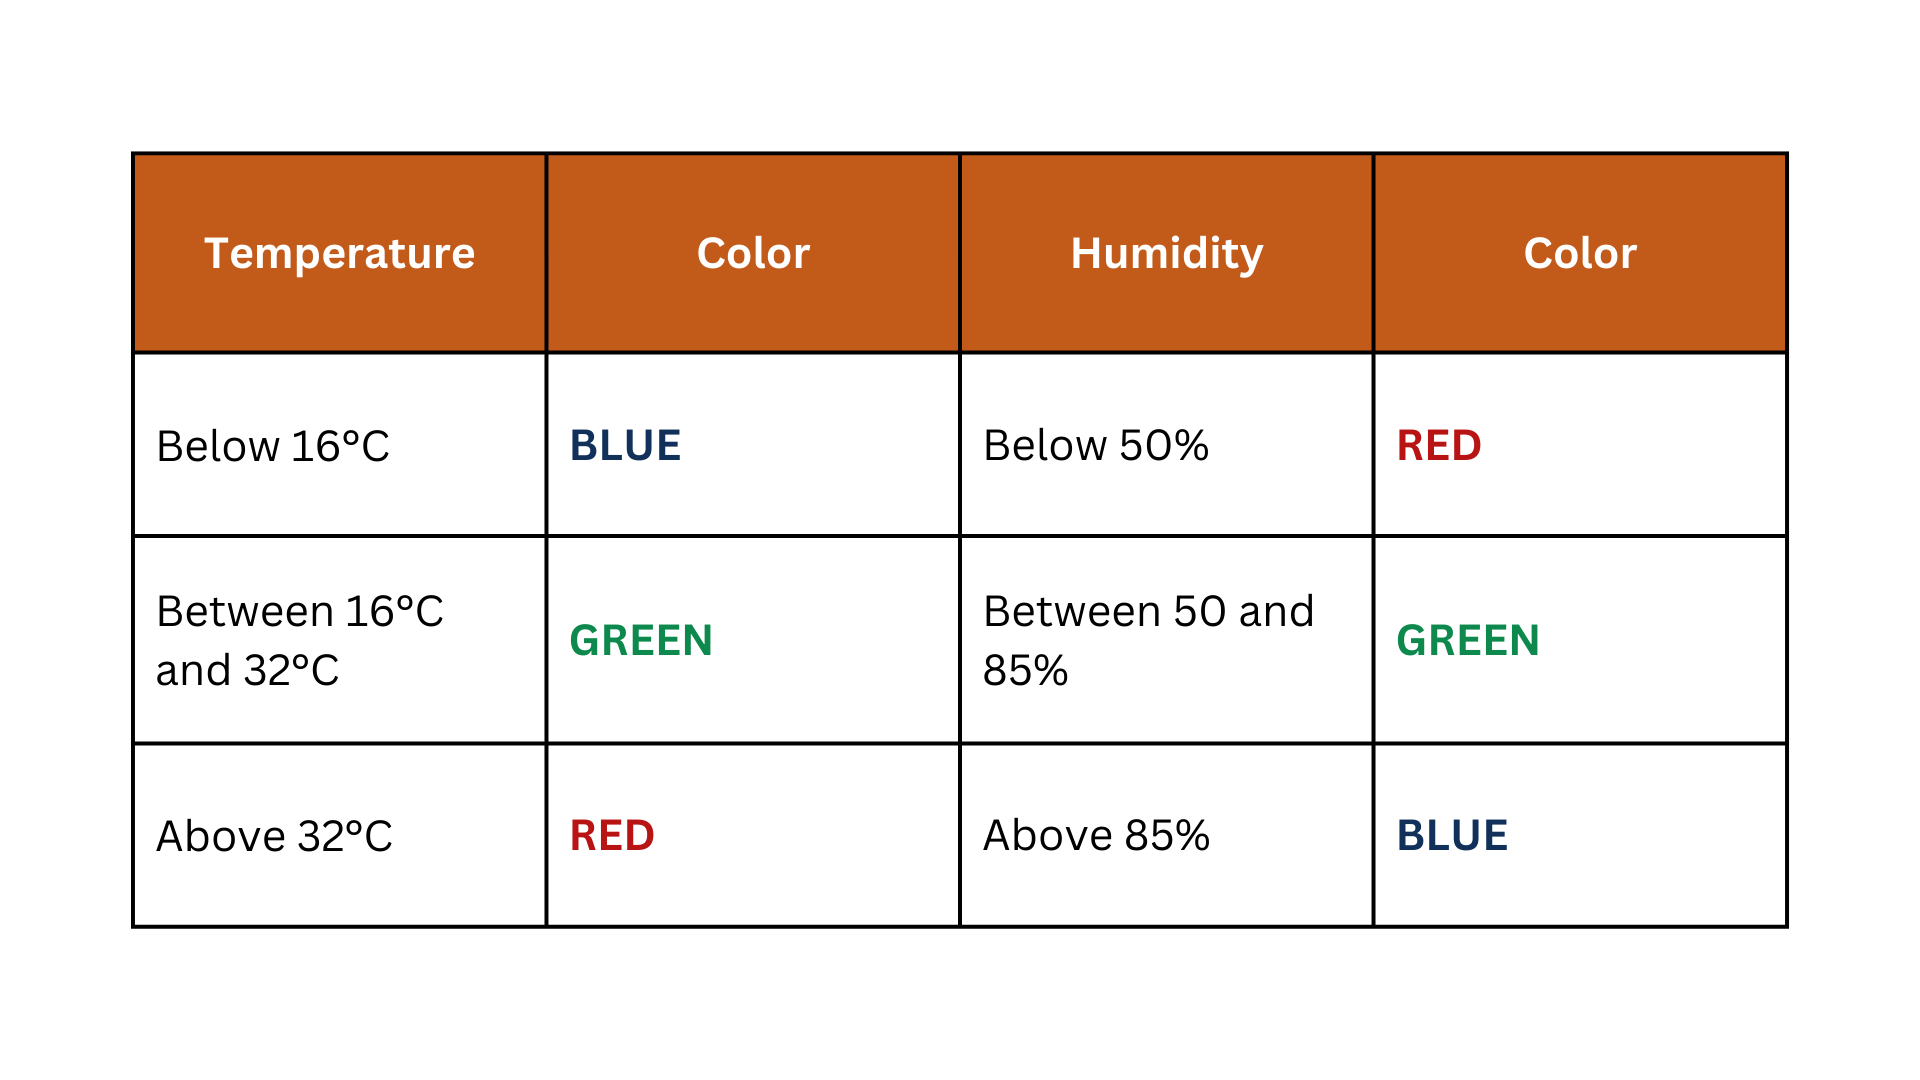 Temperature Color Humidity Color
Below 16°C BLUE Below 50% RED
Between 16°C
and 32°C
GREEN
Between 50 and
85%
GREEN
Above 32°C RED Above 85% BLUE